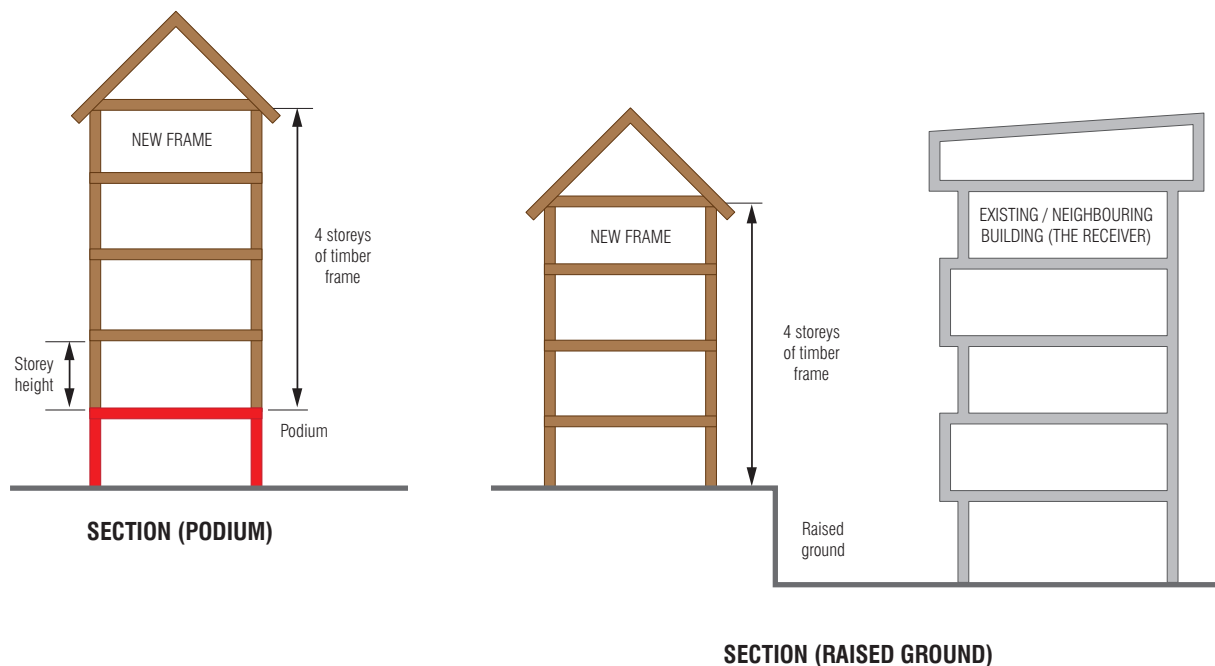 NEW FRAME
4 storeys
of timber
frame
Storey
height
Podium
SECTION (PODIUM)
NEW FRAME
4 storeys
of timber
frame
Raised
ground
EXISTING / NEIGHBOURING
BUILDING (THE RECEIVER)
SECTION (RAISED GROUND)